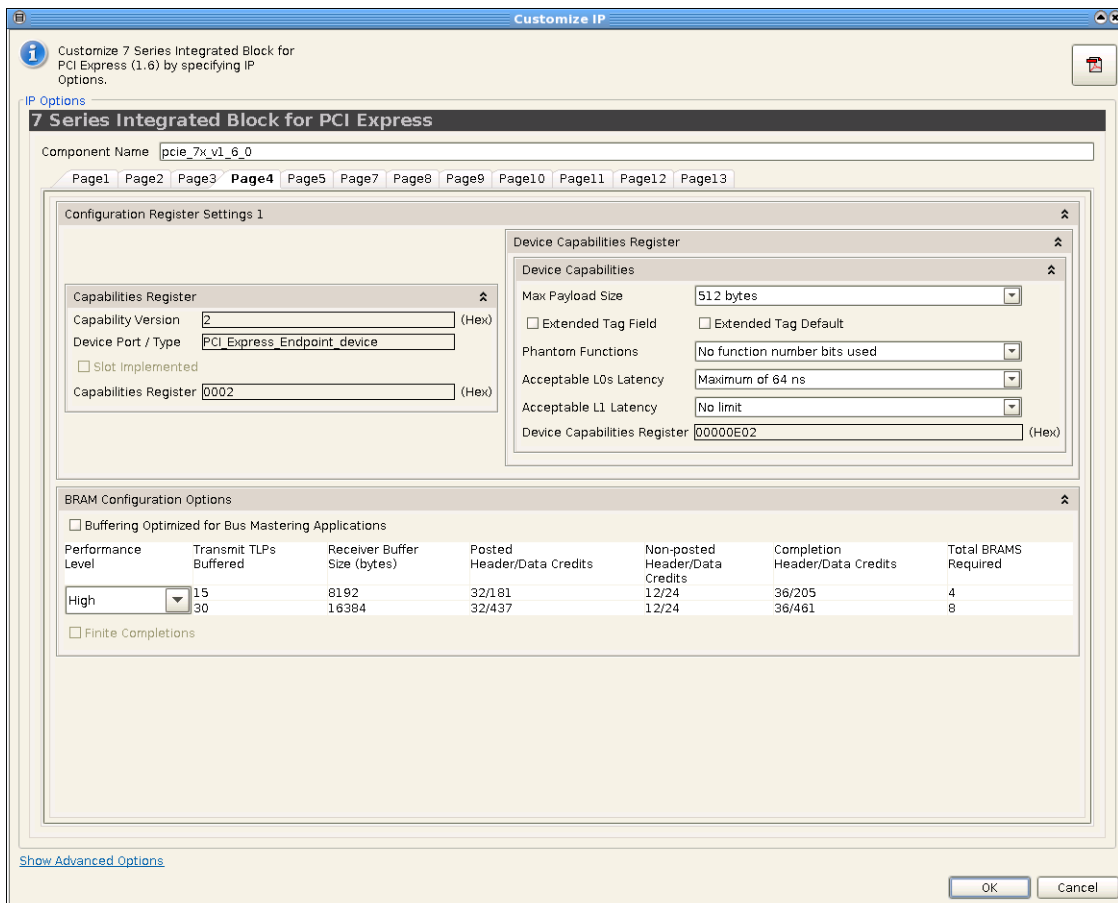 Customize IP
Customize 7 Series Integrated Block for
PCI Express (1.6) by specifying IP
Options.
IP Options
7 Series Integrated Block for PCI Express
Component Name pcie_7x_v1_6_0
Page1 Page2 Page3 Page4 Page5 Page7 Page8 Page9 Page10 Page11 Page12 Page13
Configuration Register Settings 1
Capabilities Register
Capability Version 2 (Hex)
Device Port / Type PCI_Express_Endpoint_device
Slot Implemented
Capabilities Register 0002 (Hex)
Device Capabilities Register
Device Capabilities
Max Payload Size 512 bytes
Extended Tag Field Extended Tag Default
Phantom Functions No function number bits used
Acceptable L0s Latency Maximum of 64 ns
Acceptable L1 Latency No limit
Device Capabilities Register 00000E02 (Hex)
BRAM Configuration Options
Buffering Optimized for Bus Mastering Applications
Performance Transmit TLPs Receiver Buffer Posted Non-posted Completion Total BRAMS
Level Buffered Size (bytes) Header/Data Credits Header/Data Header/Data Credits Required
Credits
High 15 8192 32/181 12/24 36/205 4
30 16384 32/437 12/24 36/461 8
Finite Completions
Show Advanced Options
OK Cancel